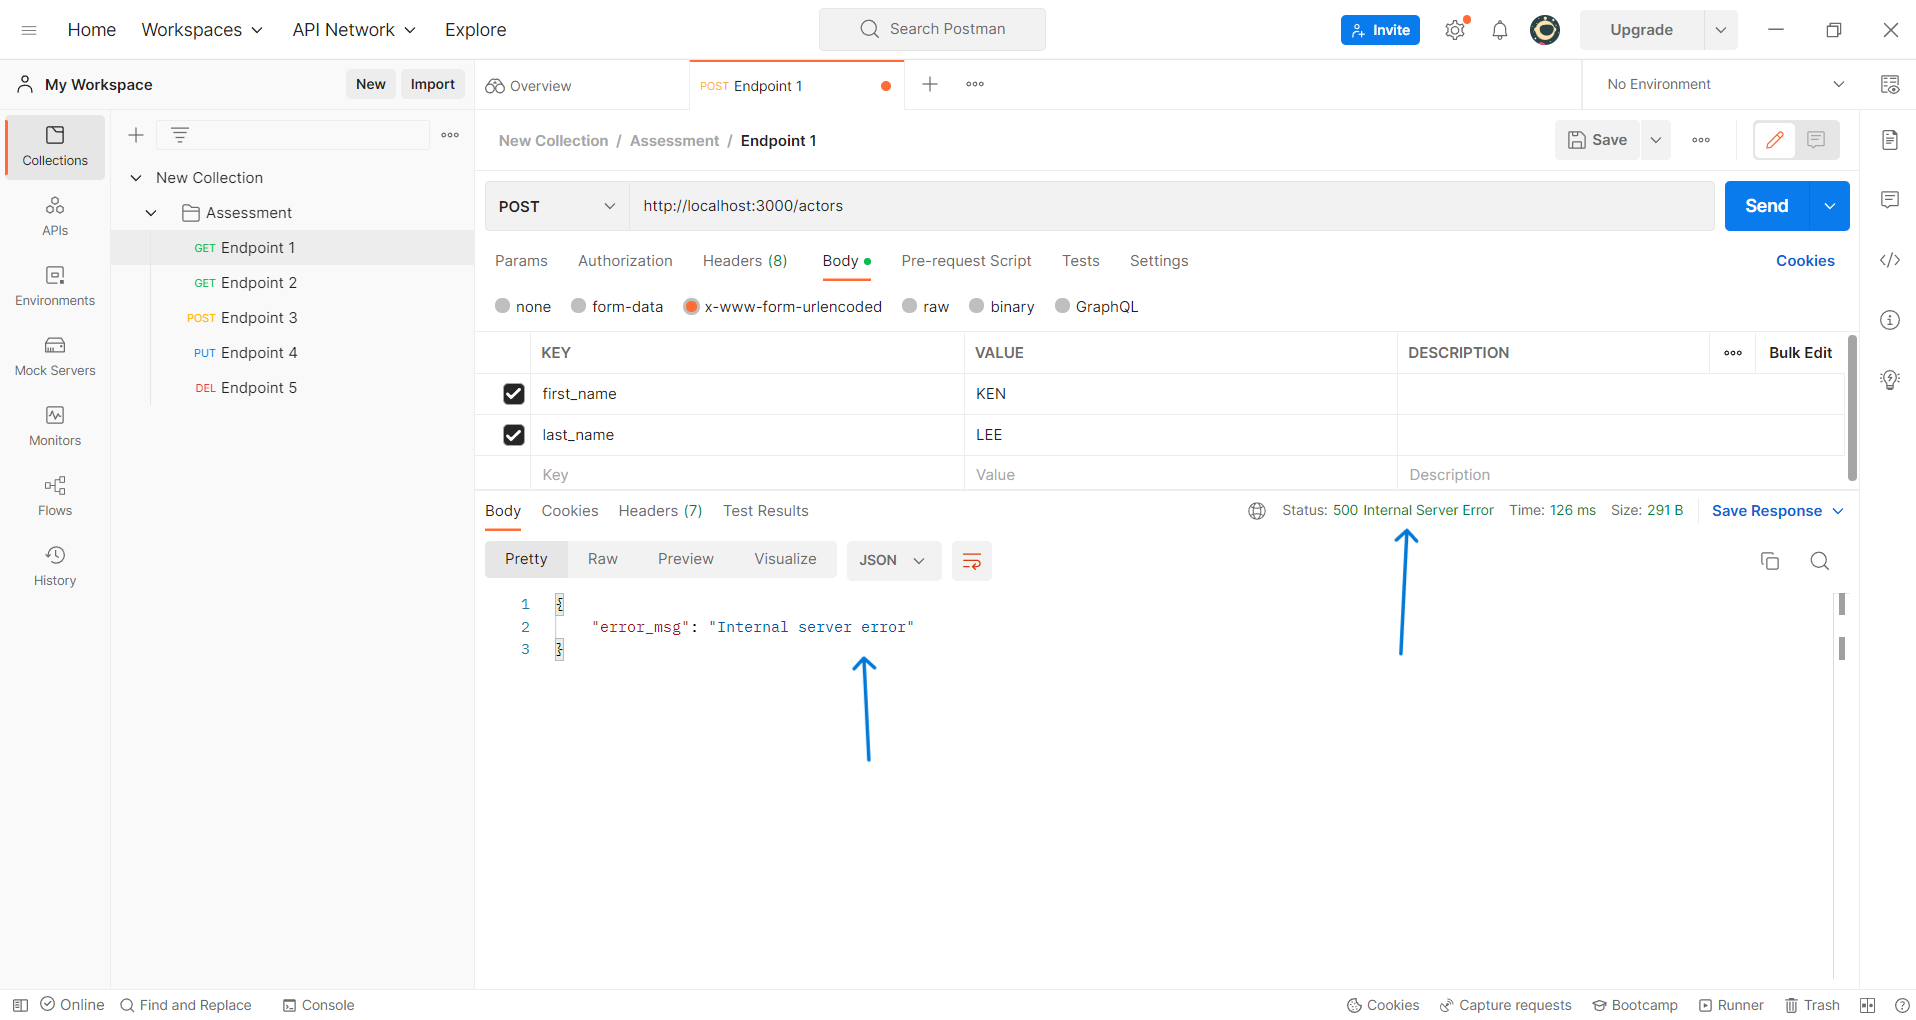 Home Workspaces API Network Explore Search Postman Invite Upgrade
My Workspace New Import Overview POST Endpoint 1 No Environment
Collections
APIs
Environments
Mock Servers
Monitors
Flows
History
New Collection
Assessment
GET Endpoint 1
GET Endpoint 2
POST Endpoint 3
PUT Endpoint 4
DEL Endpoint 5
New Collection / Assessment / Endpoint 1 Save
POST http://localhost:3000/actors Send
Params Authorization Headers (8) Body Pre-request Script Tests Settings Cookies
none form-data x-www-form-urlencoded raw binary GraphQL
KEY VALUE DESCRIPTION Bulk Edit
first_name KEN
last_name LEE
Key Value Description
Body Cookies Headers (7) Test Results Status: 500 Internal Server Error Time: 126 ms Size: 291 B Save Response
Pretty Raw Preview Visualize JSON
1 {
2 "error_msg": "Internal server error"
3 }
Online Find and Replace Console Cookies Capture requests Bootcamp Runner Trash